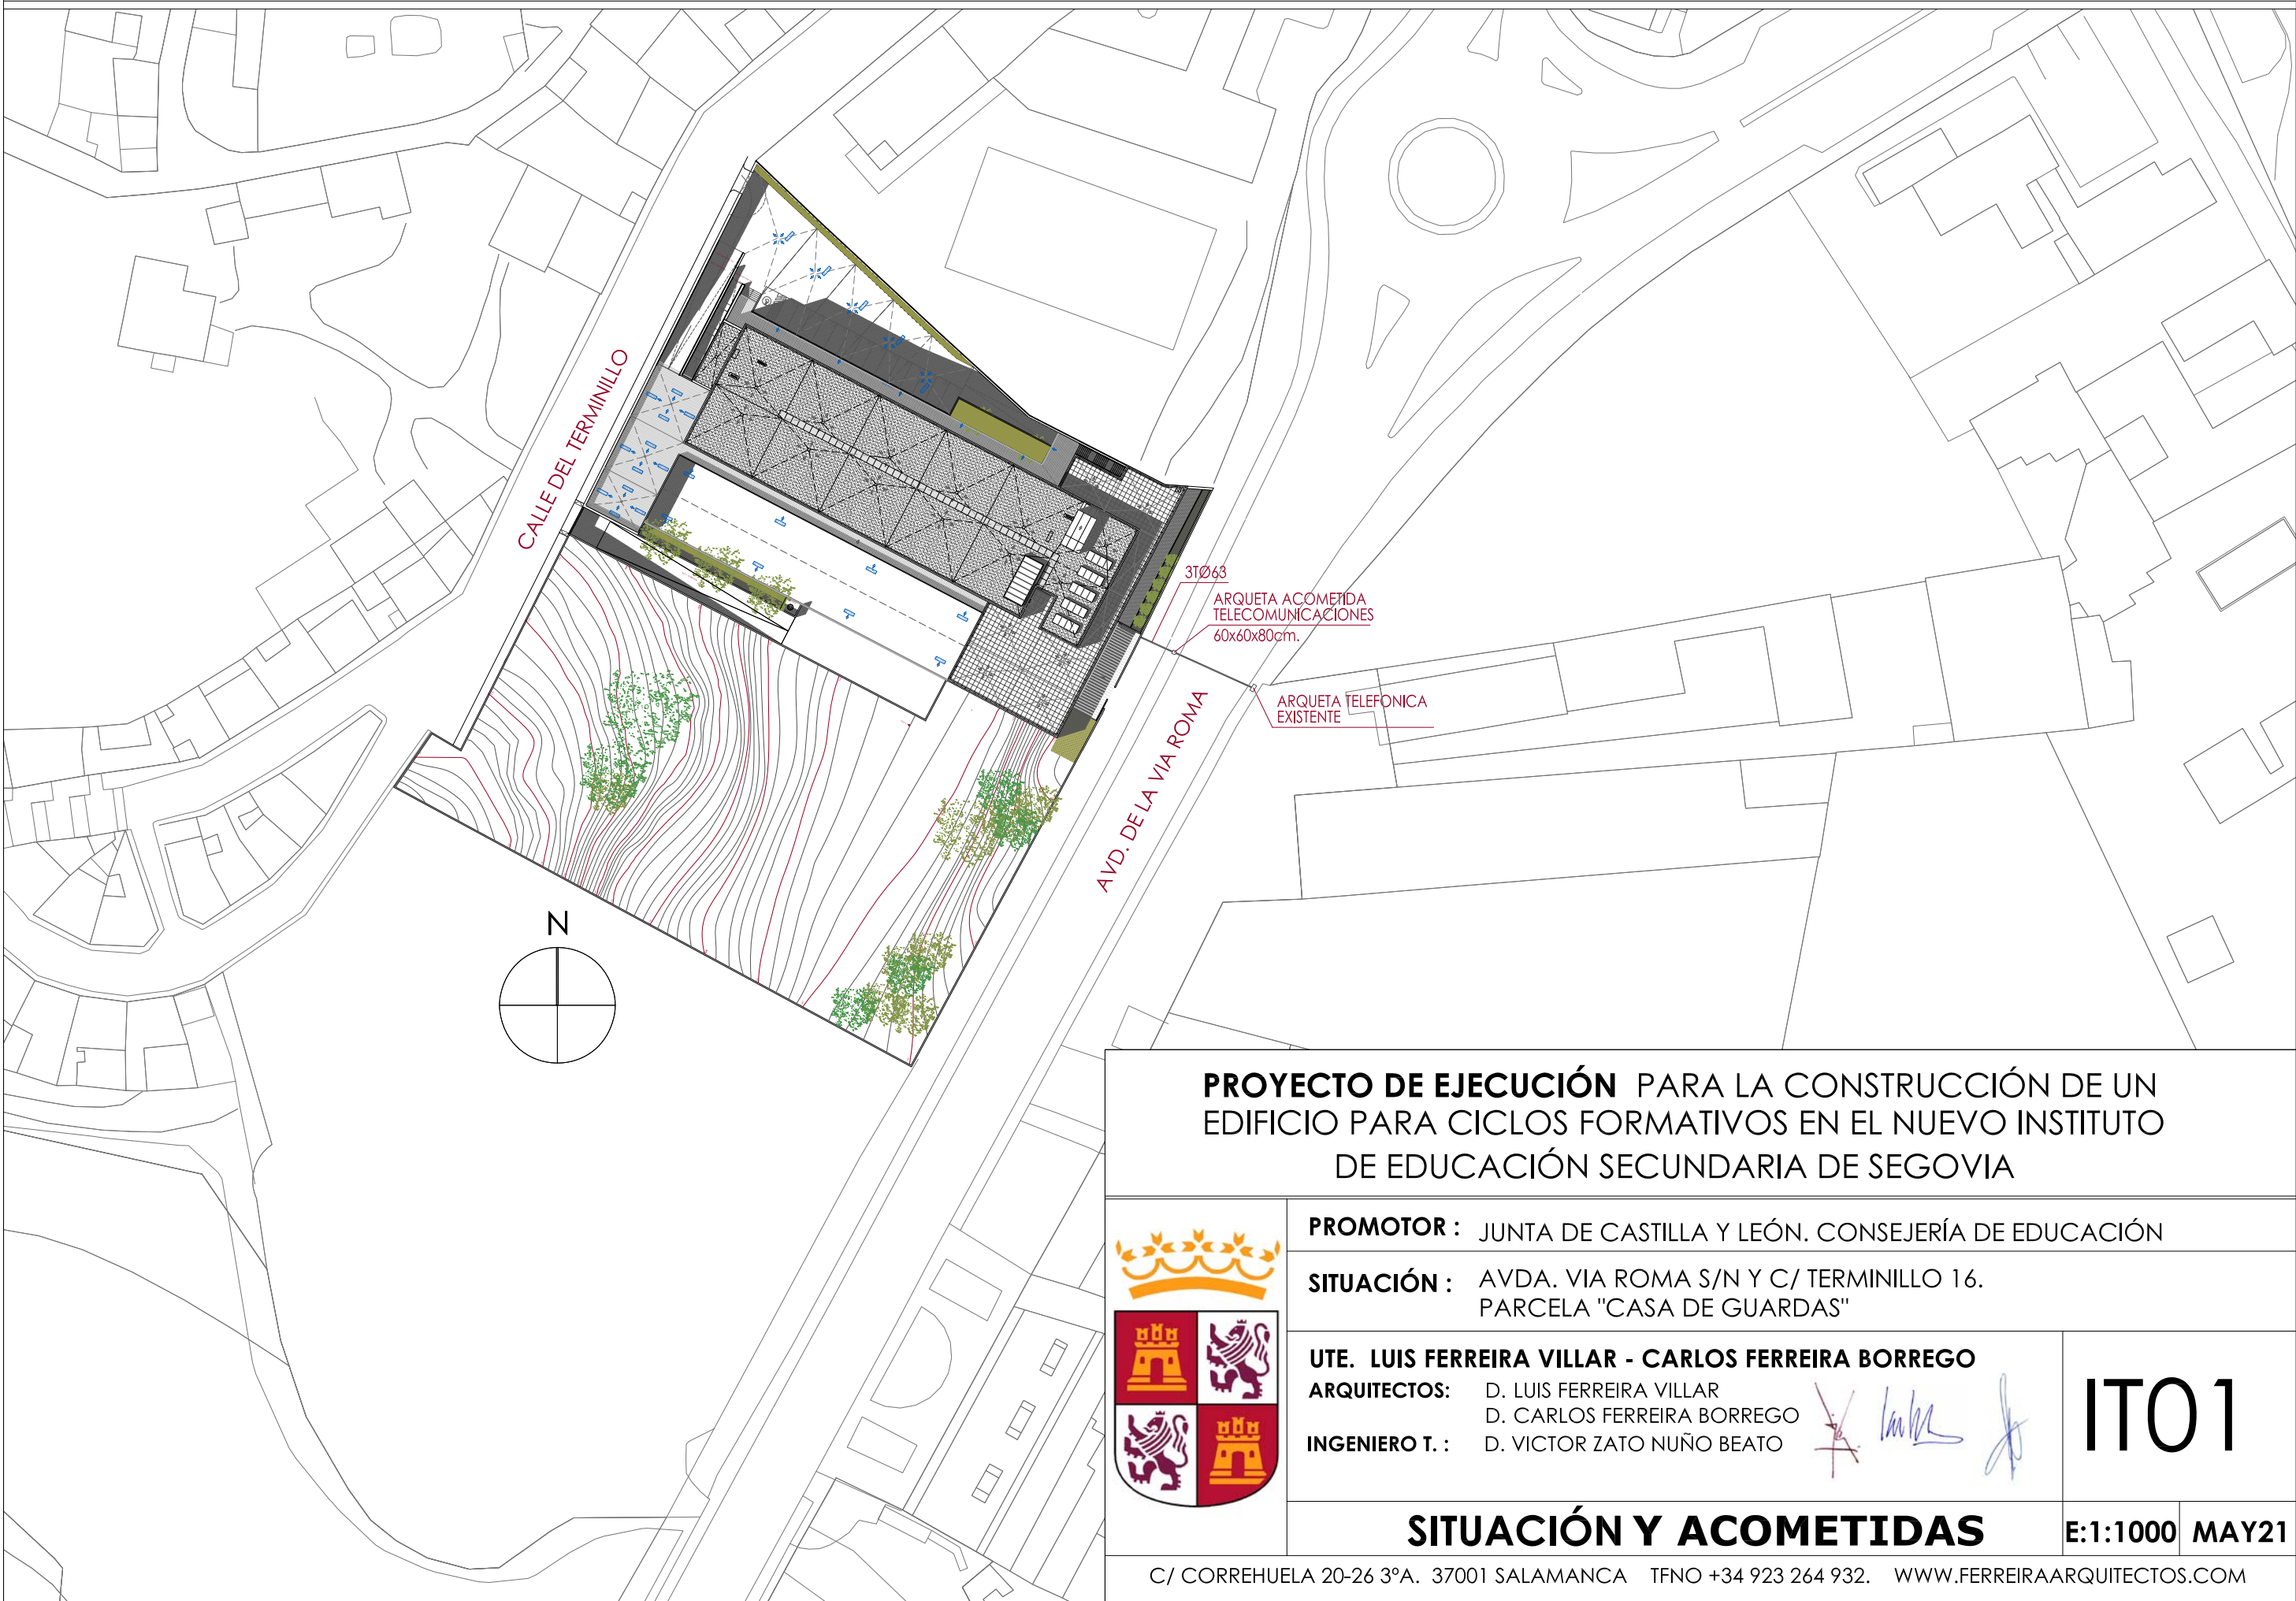 CALLE DEL TERMINILLO
3TØ63
ARQUETA ACOMETIDA
TELECOMUNICACIONES
60x60x80cm.
ARQUETA TELEFONICA
EXISTENTE
AVD. DE LA VIA ROMA
N
PROYECTO DE EJECUCIÓN PARA LA CONSTRUCCIÓN DE UN
EDIFICIO PARA CICLOS FORMATIVOS EN EL NUEVO INSTITUTO
DE EDUCACIÓN SECUNDARIA DE SEGOVIA
PROMOTOR : JUNTA DE CASTILLA Y LEÓN. CONSEJERÍA DE EDUCACIÓN
SITUACIÓN : AVDA. VIA ROMA S/N Y C/ TERMINILLO 16.
PARCELA "CASA DE GUARDAS"
UTE. LUIS FERREIRA VILLAR - CARLOS FERREIRA BORREGO
ARQUITECTOS: D. LUIS FERREIRA VILLAR
D. CARLOS FERREIRA BORREGO
INGENIERO T. : D. VICTOR ZATO NUÑO BEATO
IT01
SITUACIÓN Y ACOMETIDAS
E:1:1000 MAY21
C/ CORREHUELA 20-26 3ºA. 37001 SALAMANCA TFNO +34 923 264 932. WWW.FERREIRAARQUITECTOS.COM